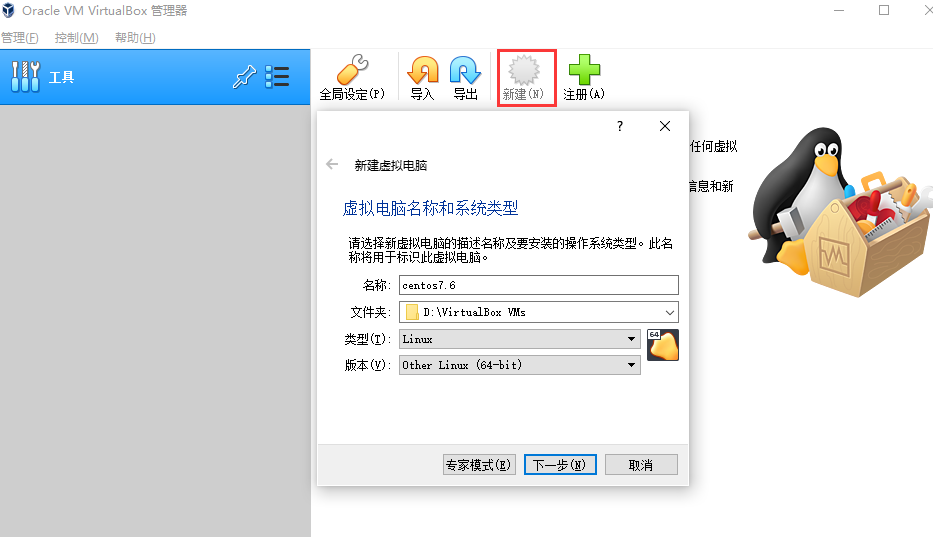 Oracle VM VirtualBox 管理器
管理(F) 控制(M) 帮助(H)
工具
全局设定(P) 导入 导出 新建(N) 注册(A)
任何虚拟
信息和新
?
新建虚拟电脑
虚拟电脑名称和系统类型
请选择新虚拟电脑的描述名称及要安装的操作系统类型。此名
称将用于标识此虚拟电脑。
名称: centos7.6
文件夹: D:\VirtualBox VMs
类型(T): Linux
64
版本(V): Other Linux (64-bit)
专家模式(E) 下一步(N) 取消